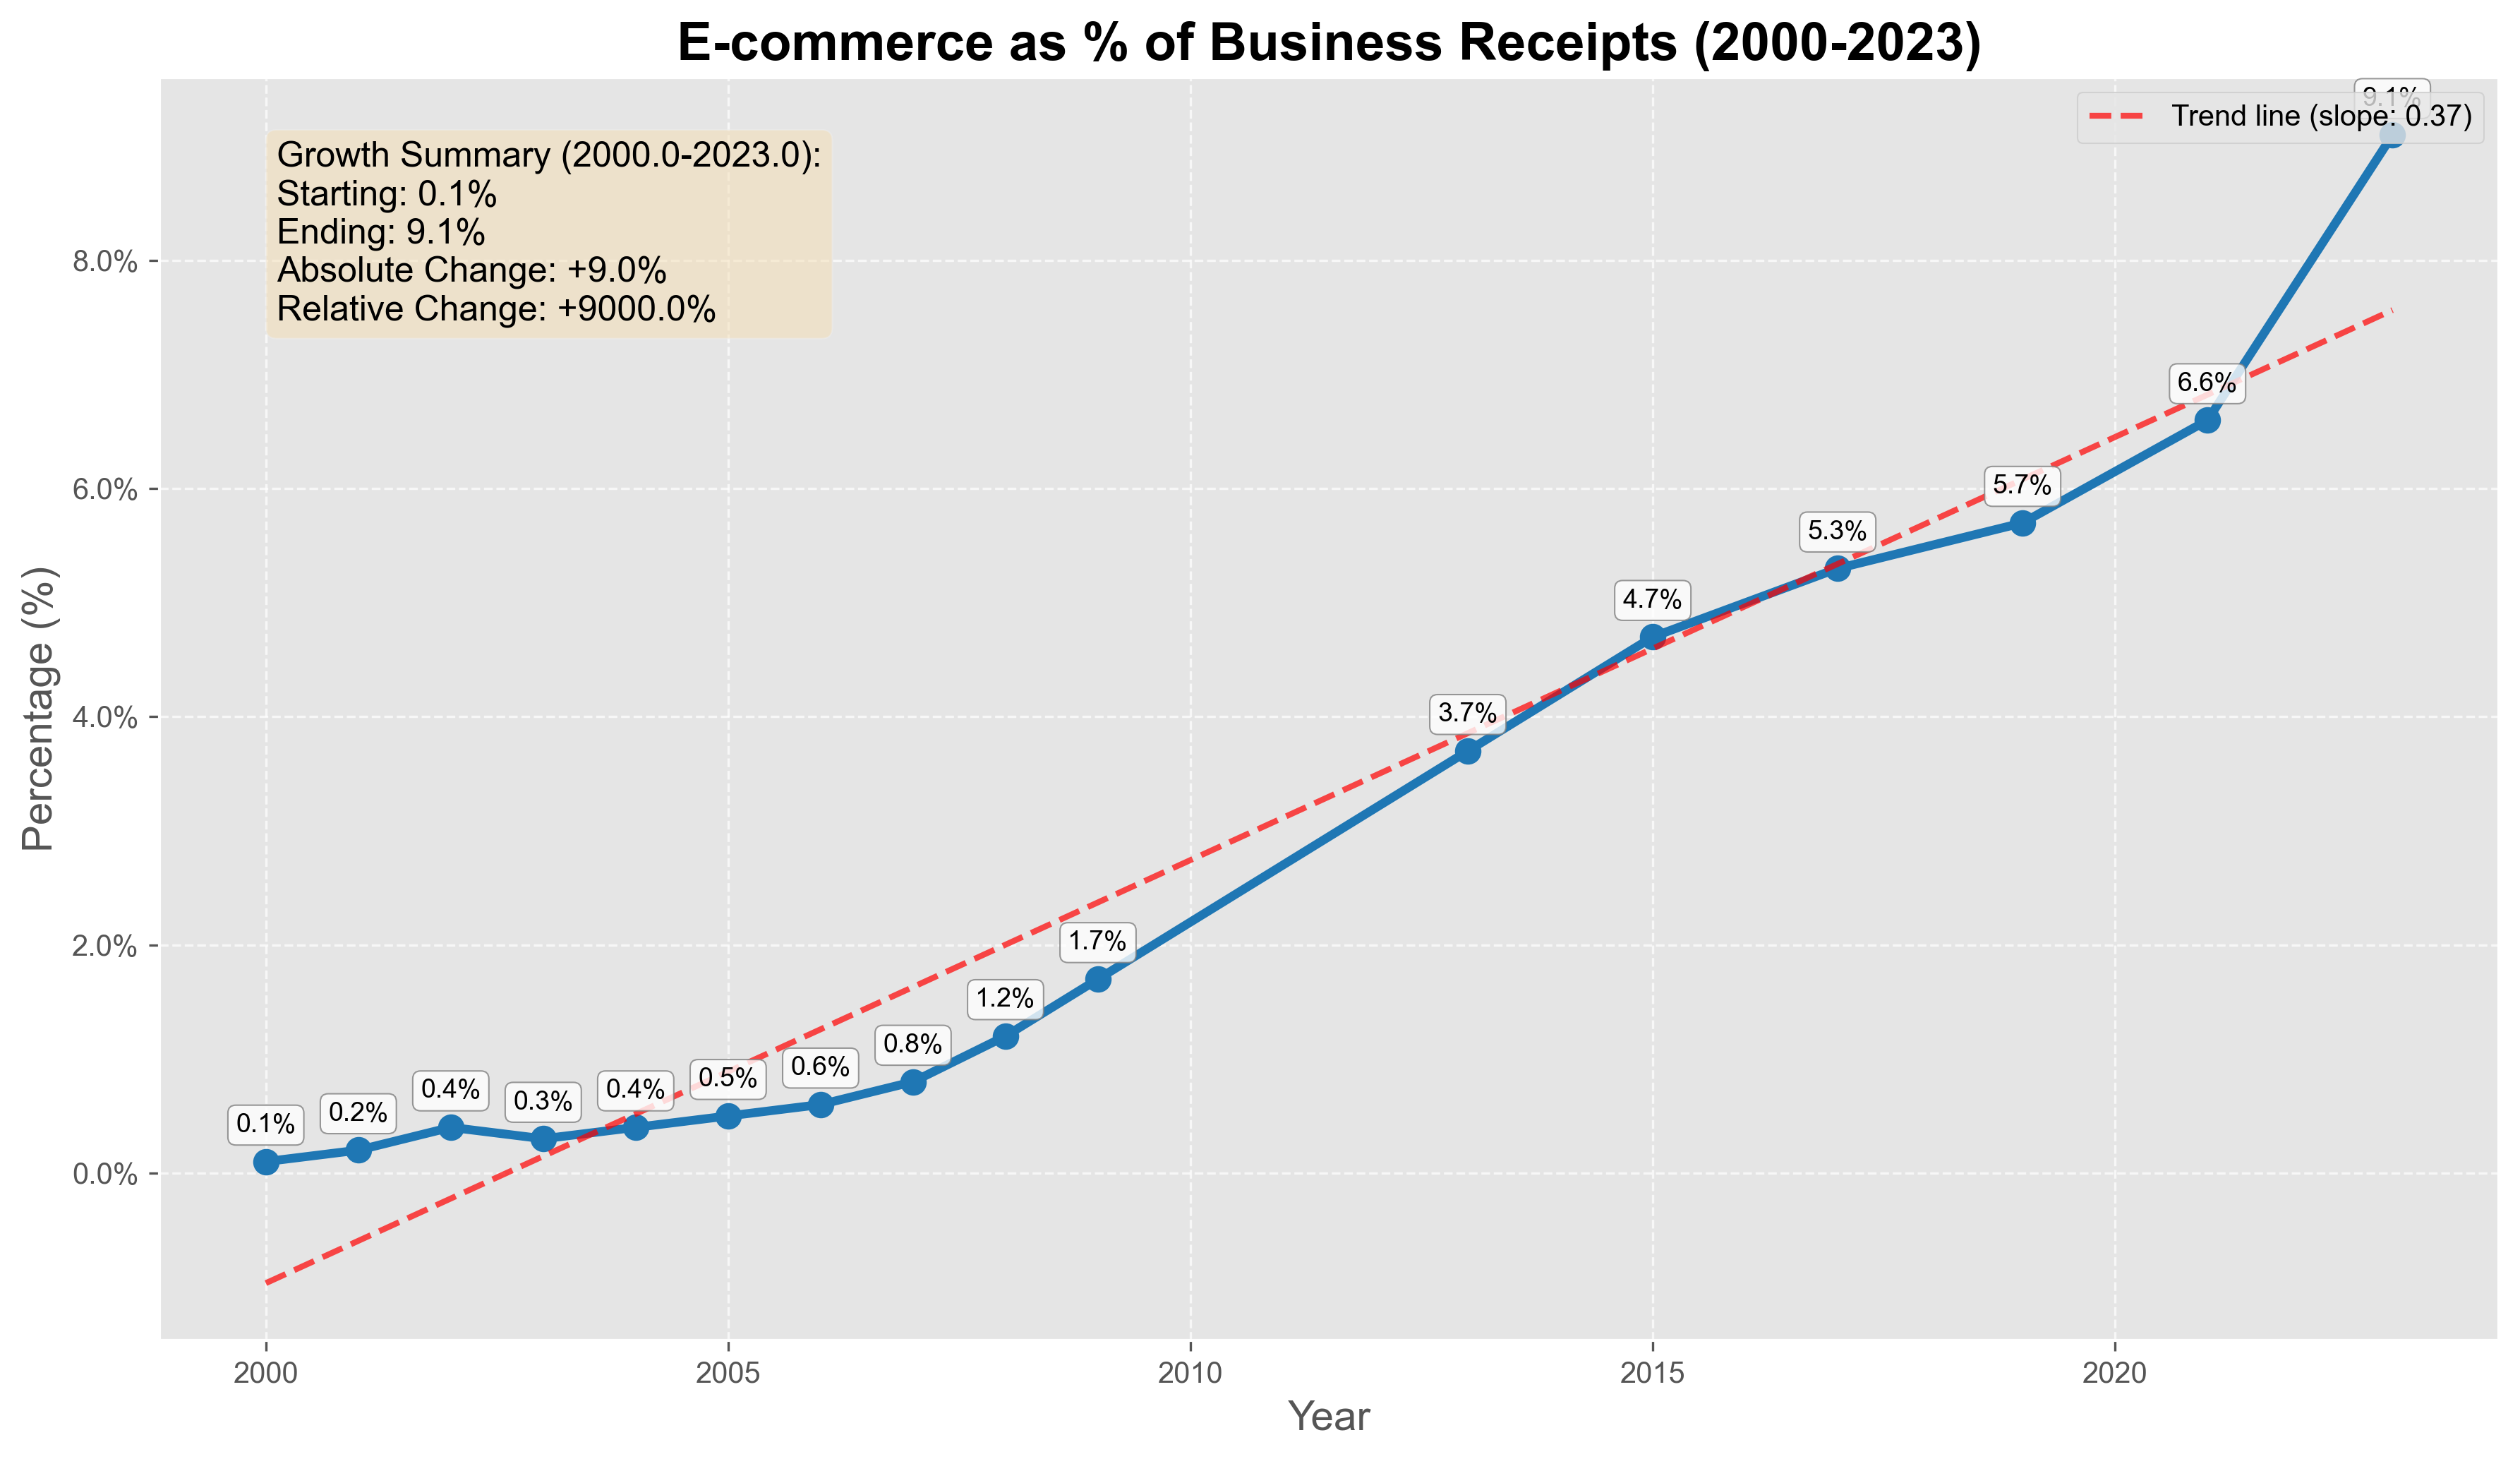 E-commerce as % of Business Receipts (2000-2023)
9.1%
Trend line (slope: 0.37)
Growth Summary (2000.0-2023.0):
Starting: 0.1%
Ending: 9.1%
Absolute Change: +9.0%
Relative Change: +9000.0%
8.0%
6.0%
4.0%
2.0%
0.0%
Percentage (%)
0.1%
0.2%
0.4%
0.3%
0.4%
0.5%
0.6%
0.8%
1.2%
1.7%
3.7%
4.7%
5.3%
5.7%
6.6%
2000
2005
2010
2015
2020
Year